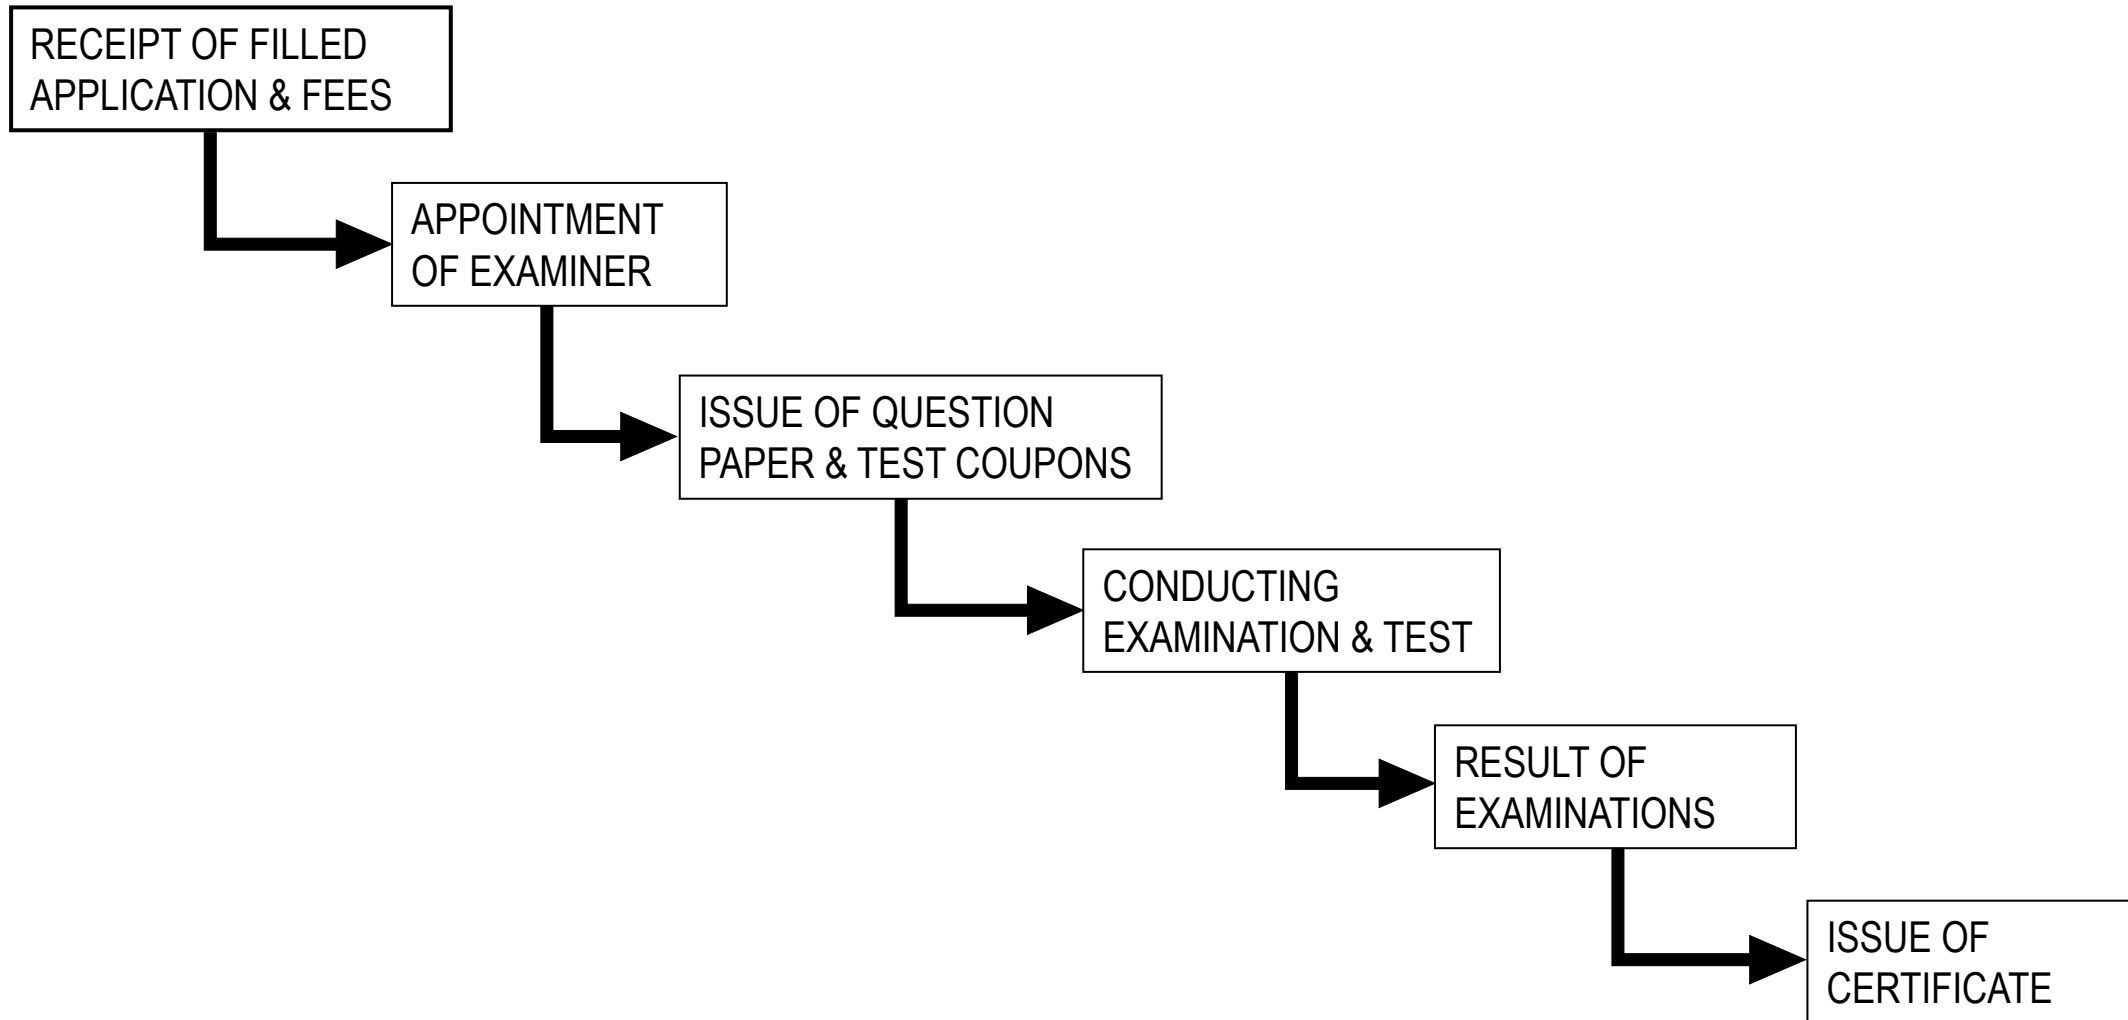 RECEIPT OF FILLED
APPLICATION & FEES
APPOINTMENT
OF EXAMINER
ISSUE OF QUESTION
PAPER & TEST COUPONS
CONDUCTING
EXAMINATION & TEST
RESULT OF
EXAMINATIONS
ISSUE OF
CERTIFICATE